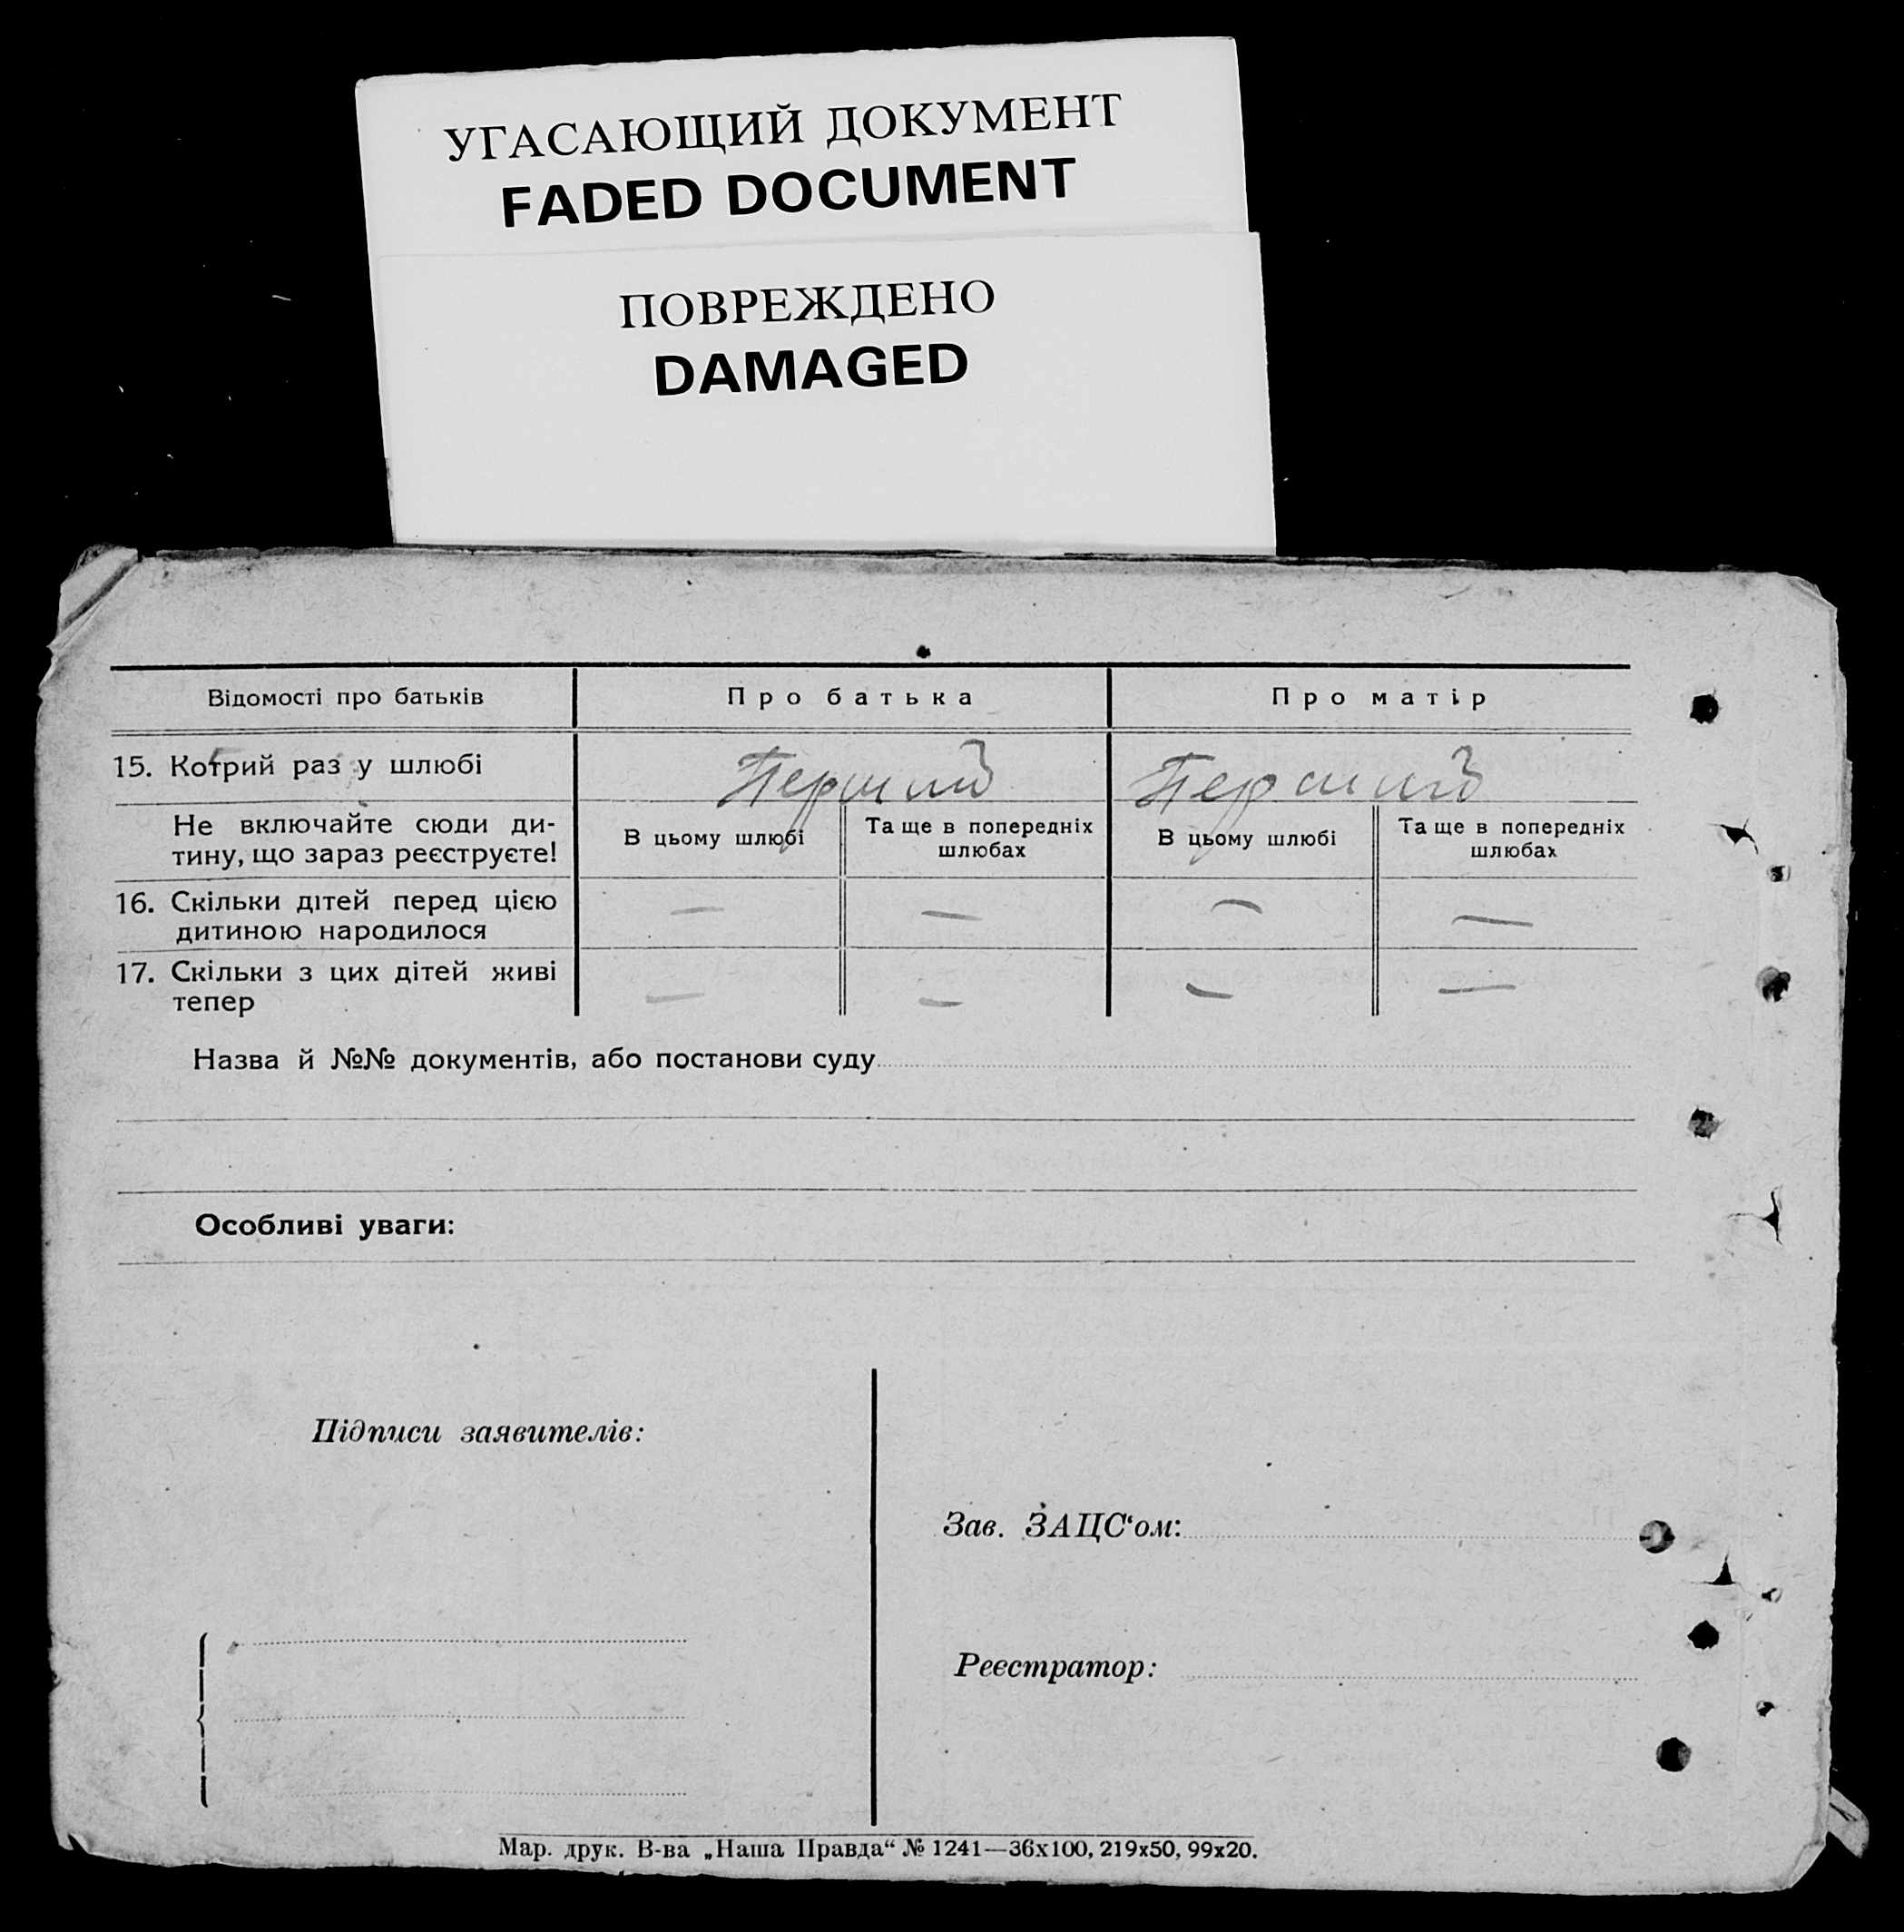 УГАСАЮЩИЙ ДОКУМЕНТ
FADED DOCUMENT
ПОВРЕЖДЕНО
DAMAGED
Відомості про батьків Про батька Про матір
15. Котрий раз у шлюбі Перший Перший
Не включайте сюди ди-
тину, що зараз реєструєте!
В цьому шлюбі
Та ще в попередніх
шлюбах
В цьому шлюбі
Та ще в попередніх
шлюбах
16. Скільки дітей перед цією
дитиною народилося — — — —
17. Скільки з цих дітей живі
тепер — — — —
Назва й №№ документів, або постанови суду
Особливі уваги:
Підписи заявителів:
Зав. ЗАЦС‘ом:
Реєстратор:
Мар. друк. В-ва „Наша Правда“ № 1241—36х100, 219х50, 99х20.